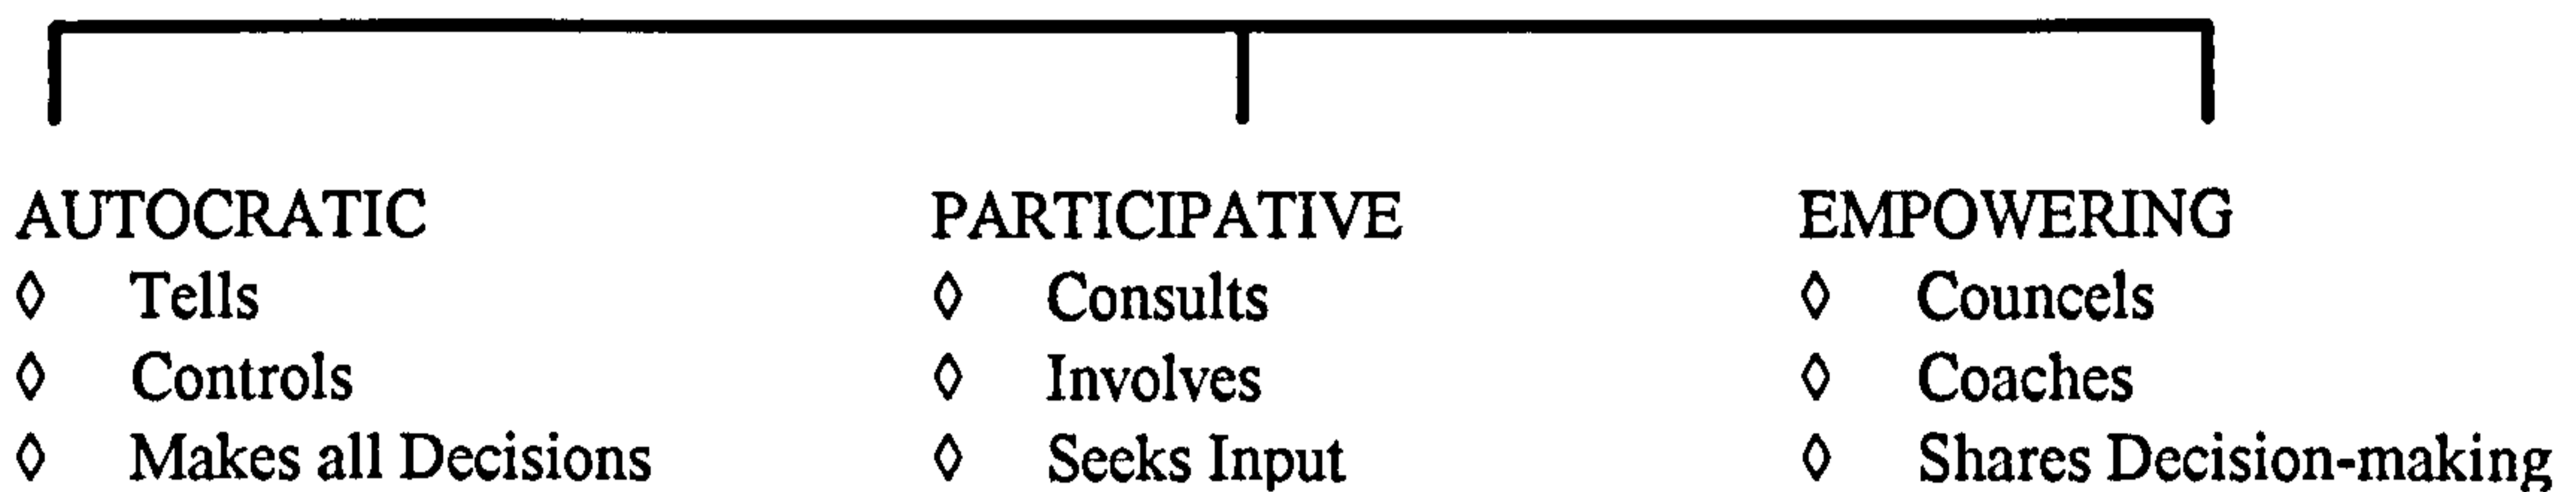 AUTOCRATIC
◊ Tells
◊ Controls
◊ Makes all Decisions
PARTICIPATIVE
◊ Consults
◊ Involves
◊ Seeks Input
EMPOWERING
◊ Councels
◊ Coaches
◊ Shares Decision-making